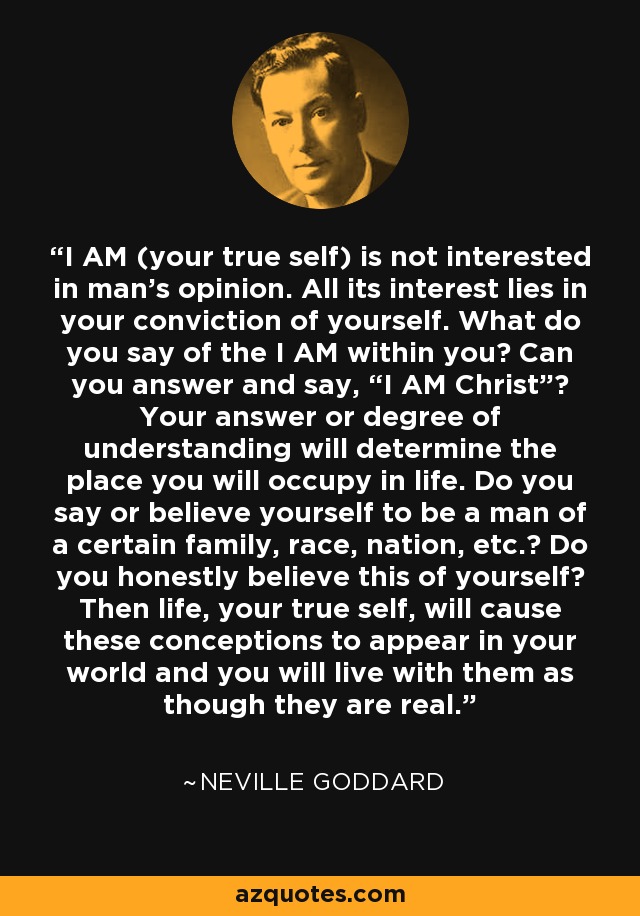 “I AM (your true self) is not interested
in man’s opinion. All its interest lies in
your conviction of yourself. What do
you say of the I AM within you? Can
you answer and say, “I AM Christ”?
Your answer or degree of
understanding will determine the
place you will occupy in life. Do you
say or believe yourself to be a man of
a certain family, race, nation, etc.? Do
you honestly believe this of yourself?
Then life, your true self, will cause
these conceptions to appear in your
world and you will live with them as
though they are real.”
~NEVILLE GODDARD
azquotes.com